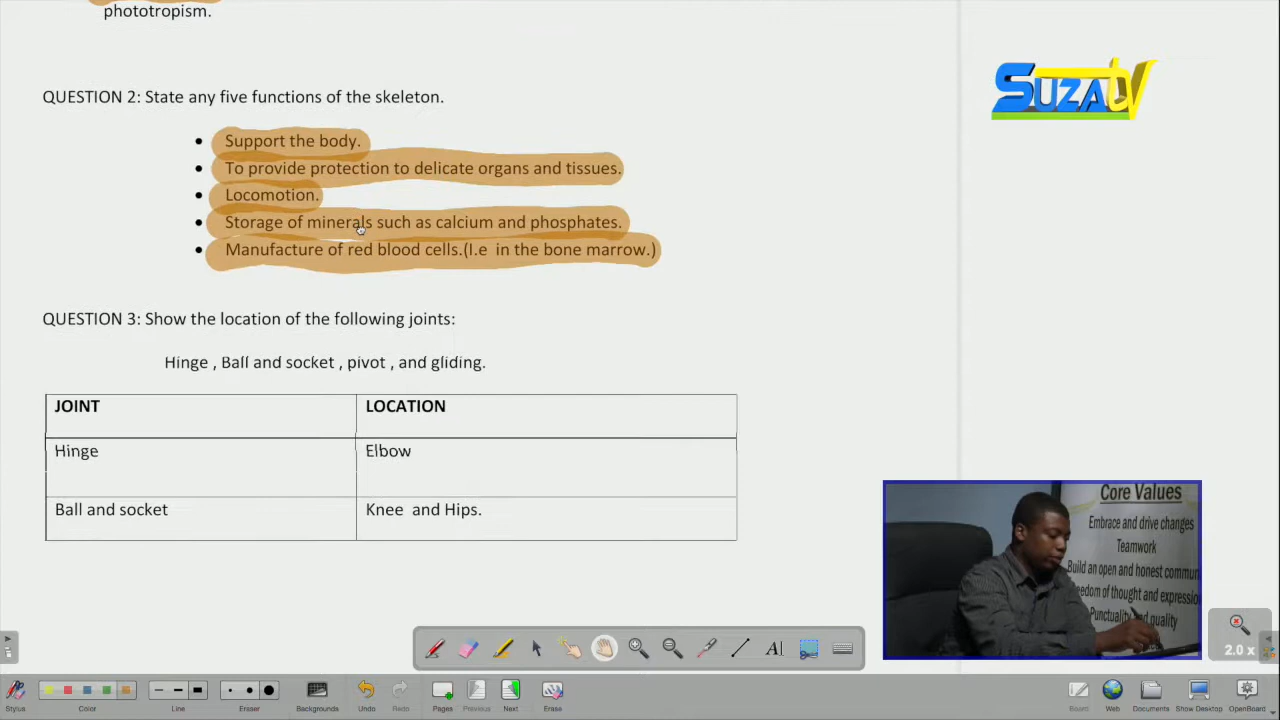 phototropism.
SUZA tv
QUESTION 2: State any five functions of the skeleton.
• Support the body.
• To provide protection to delicate organs and tissues.
• Locomotion.
• Storage of minerals such as calcium and phosphates.
• Manufacture of red blood cells.(I.e in the bone marrow.)
QUESTION 3: Show the location of the following joints:
Hinge , Ball and socket , pivot , and gliding.
JOINT LOCATION
Hinge Elbow
Ball and socket Knee and Hips.
Core Values
Embrace and drive changes
Teamwork
Build an open and honest commun
eedom of thought and expression
Punctuality and quality
2.0 x
Stylus Color Line Eraser Backgrounds Undo Redo Pages Previous Next Erase Board Web Documents Show Desktop OpenBoard